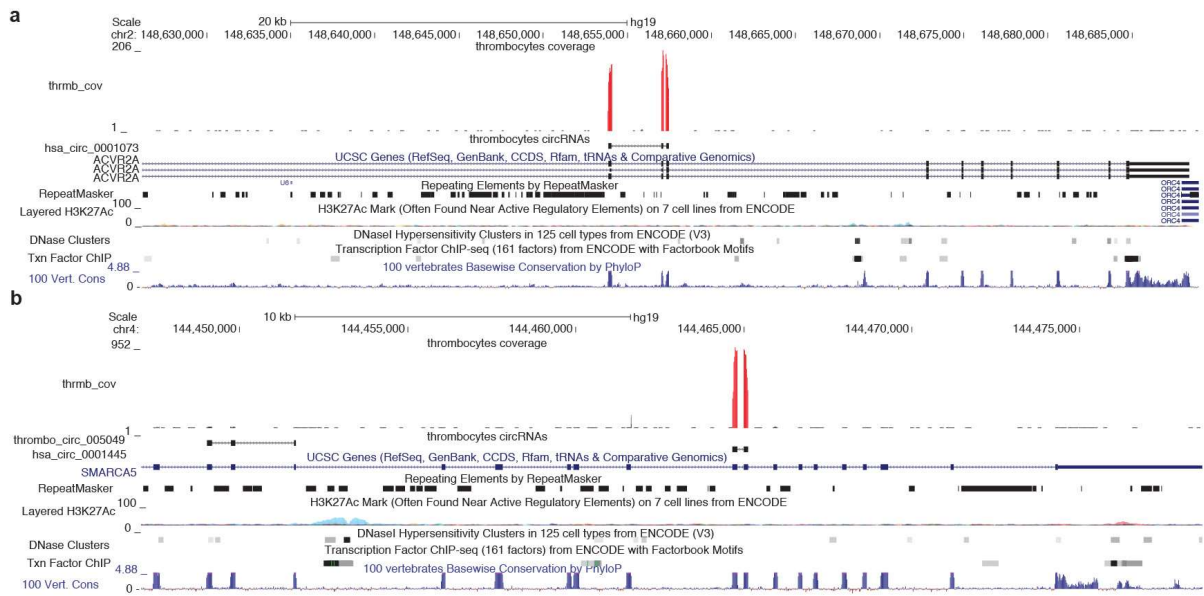 a
Scale 20 kb hg19
chr2: 148,630,000 148,635,000 148,640,000 148,645,000 148,650,000 148,655,000 148,660,000 148,665,000 148,670,000 148,675,000 148,680,000 148,685,000
thrombocytes coverage
206
thrmb_cov
1
thrombocytes circRNAs
hsa_circ_0001073
UCSC Genes (RefSeq, GenBank, CCDS, Rfam, tRNAs & Comparative Genomics)
ACVR2A
ACVR2A
ACVR2A
U6
ORC4
ORC4
ORC4
ORC4
ORC4
ORC4
Repeating Elements by RepeatMasker
RepeatMasker
100
H3K27Ac Mark (Often Found Near Active Regulatory Elements) on 7 cell lines from ENCODE
Layered H3K27Ac
0
DNaseI Hypersensitivity Clusters in 125 cell types from ENCODE (V3)
DNase Clusters
Transcription Factor ChIP-seq (161 factors) from ENCODE with Factorbook Motifs
Txn Factor ChIP
4.88
100 vertebrates Basewise Conservation by PhyloP
100 Vert. Cons
0
b
Scale 10 kb hg19
chr4: 144,450,000 144,455,000 144,460,000 144,465,000 144,470,000 144,475,000
thrombocytes coverage
952
thrmb_cov
1
thrombocytes circRNAs
thrombo_circ_005049
hsa_circ_0001445
UCSC Genes (RefSeq, GenBank, CCDS, Rfam, tRNAs & Comparative Genomics)
SMARCA5
Repeating Elements by RepeatMasker
RepeatMasker
H3K27Ac Mark (Often Found Near Active Regulatory Elements) on 7 cell lines from ENCODE
100
Layered H3K27Ac
0
DNaseI Hypersensitivity Clusters in 125 cell types from ENCODE (V3)
DNase Clusters
Transcription Factor ChIP-seq (161 factors) from ENCODE with Factorbook Motifs
Txn Factor ChIP
4.88
100 vertebrates Basewise Conservation by PhyloP
100 Vert. Cons
0